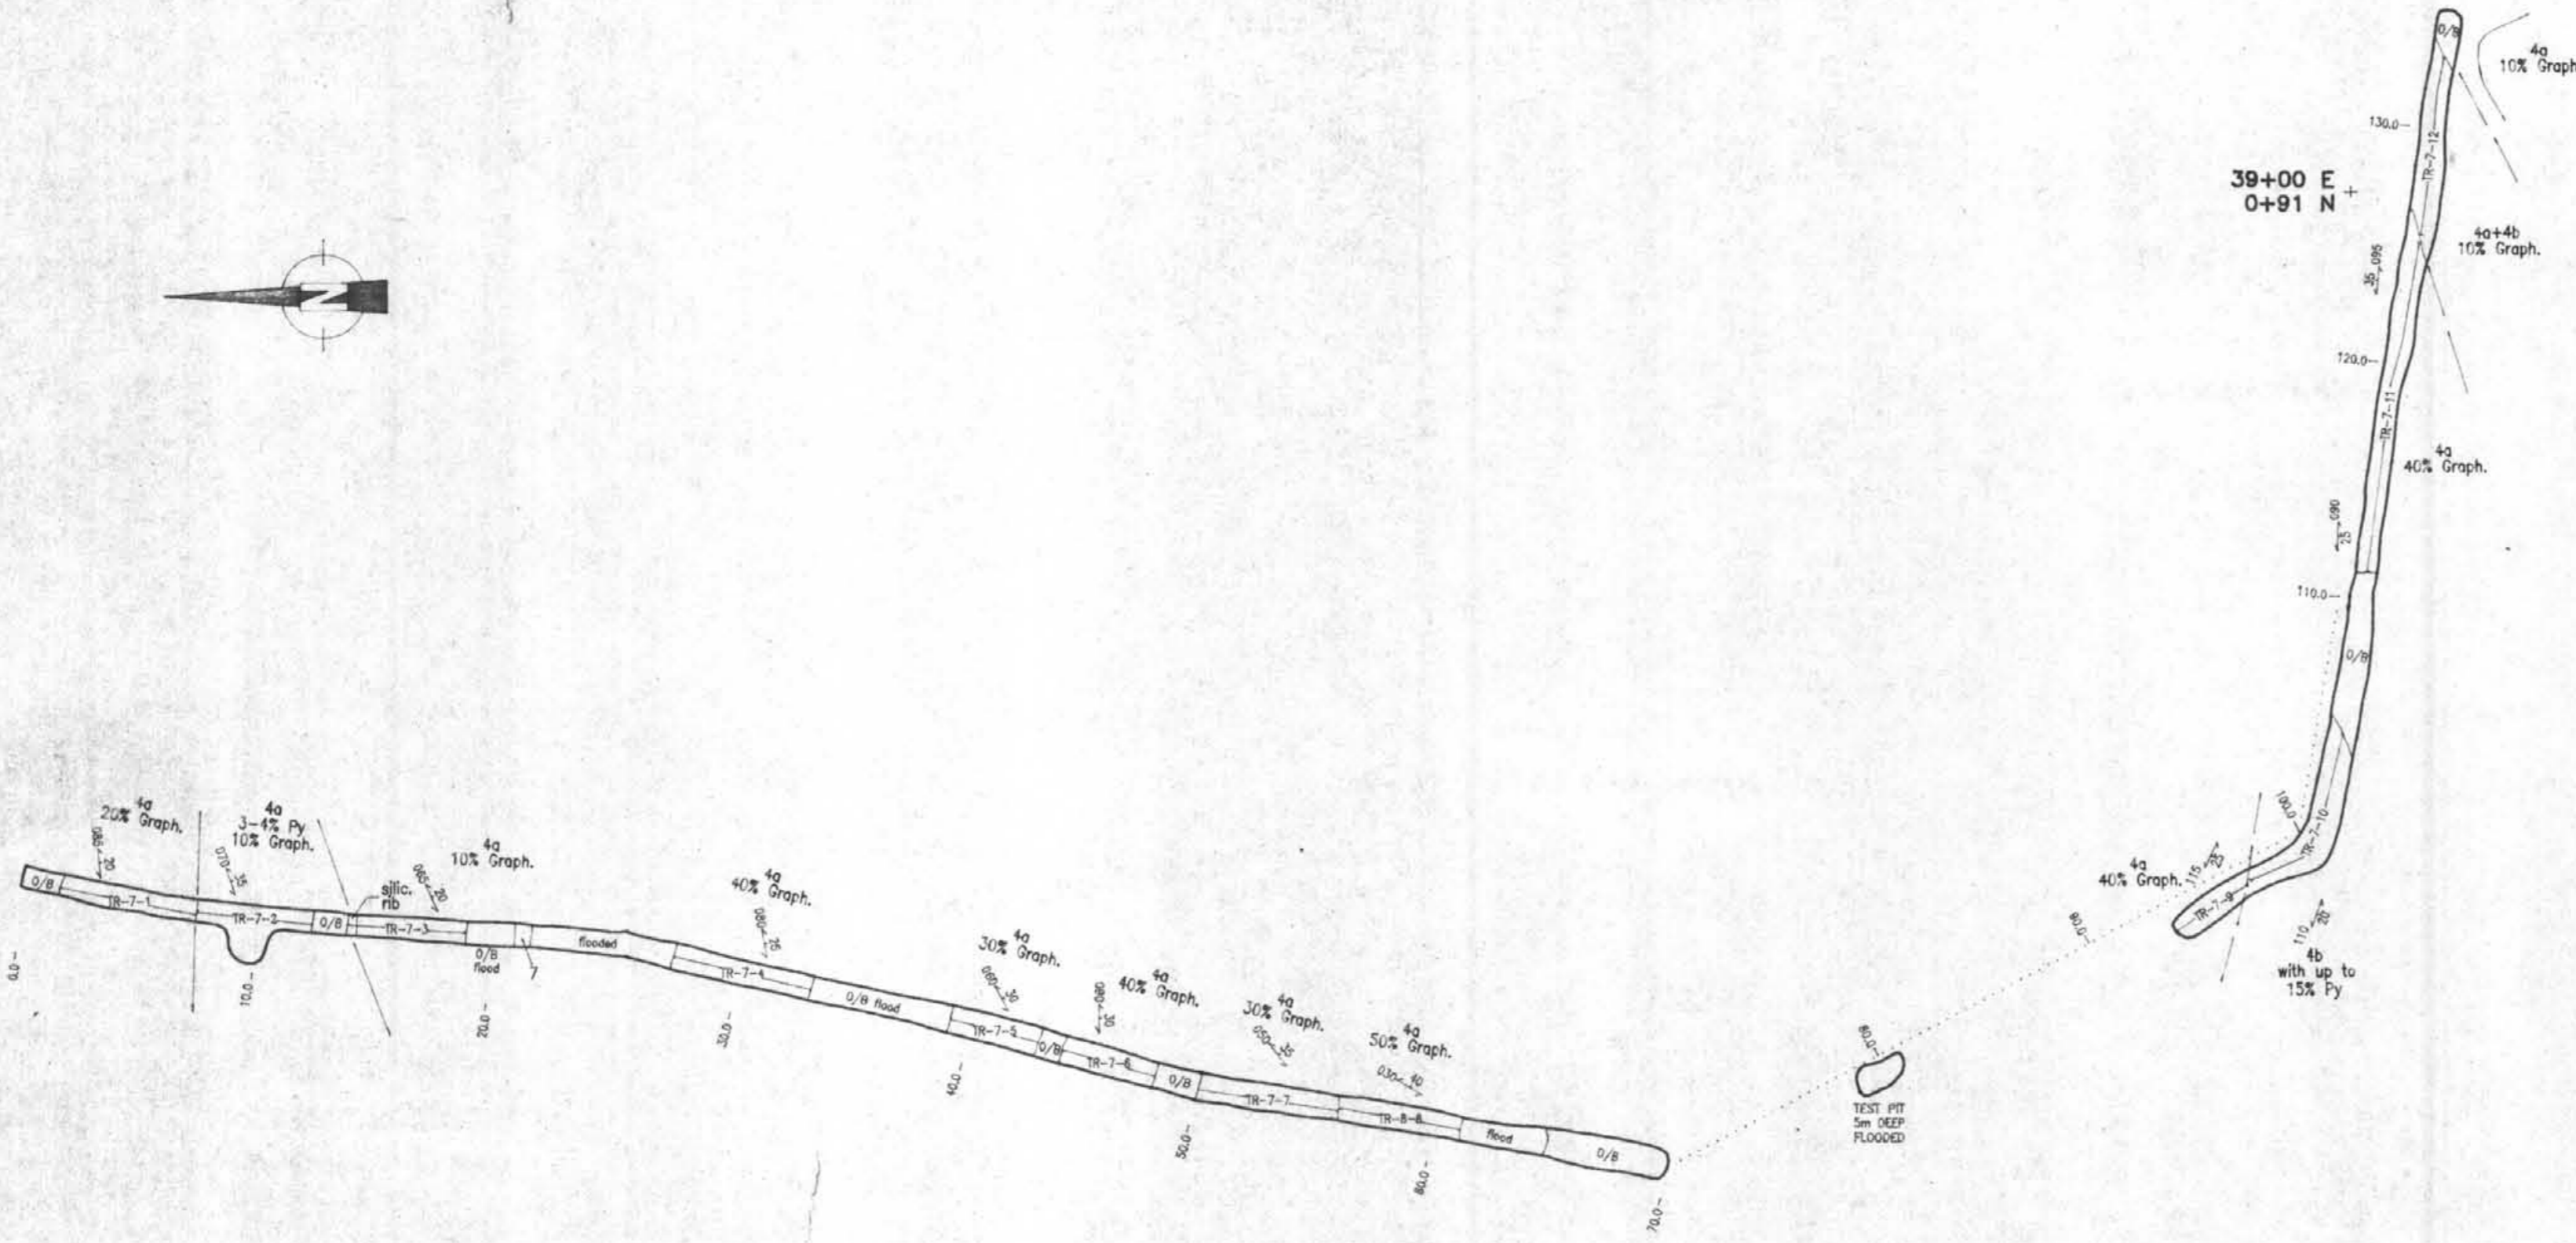 O/B
4a
10% Graph
130.0
TR-7-12
39+00 E
0+91 N
4a+4b
10% Graph.
35 095
120.0
TR-7-11
4a
40% Graph.
25 090
110.0
O/B
100.0
TR-7-10
4a
40% Graph.
115 25
TR-7-9
90.0
110 20
4b
with up to
15% Py
80.0
TEST PIT
5m DEEP
FLOODED
N
4a
20% Graph.
4a
3-4% Py
10% Graph.
4a
10% Graph.
085 20
070 35
065 20
silic.
rib
O/B
TR-7-1
TR-7-2
O/B
TR-7-3
O/B
flood
7
flooded
4a
40% Graph.
080 25
TR-7-4
O/B flood
4a
30% Graph.
060 30
TR-7-5
O/B
4a
40% Graph.
080 30
TR-7-6
O/B
4a
30% Graph.
050 35
TR-7-7
4a
50% Graph.
030 40
TR-8-8
flood
O/B
0.0
10.0
20.0
30.0
40.0
50.0
60.0
70.0